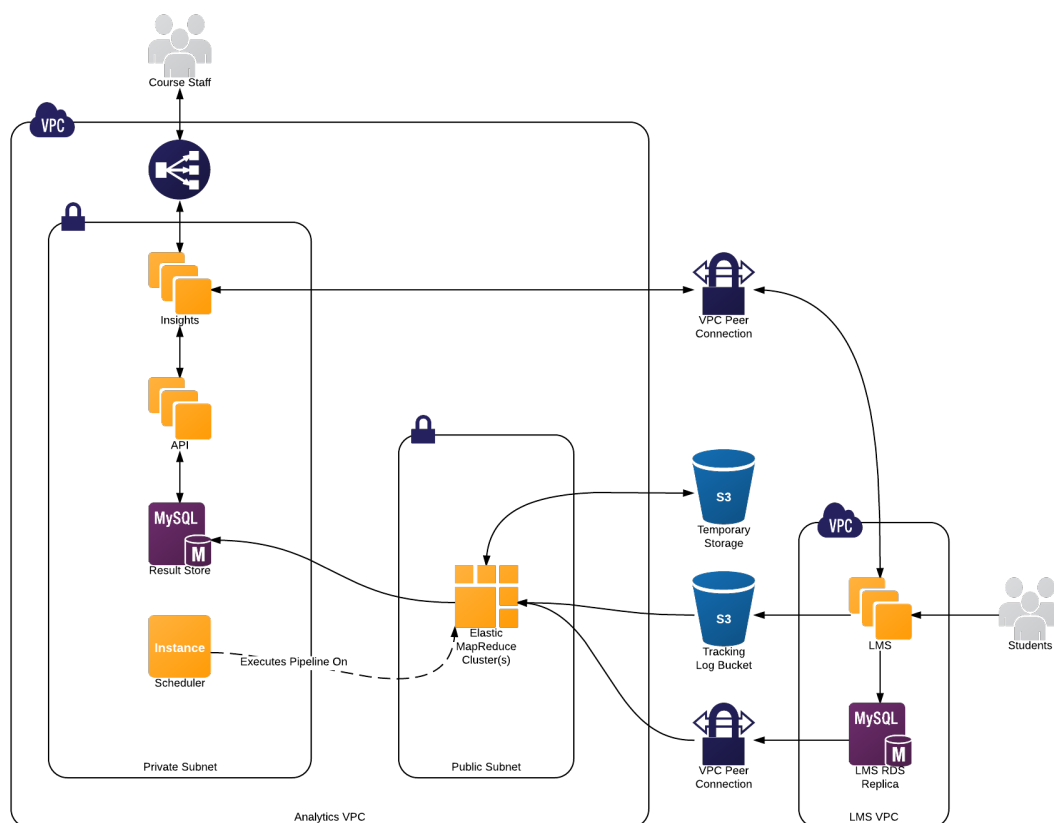 Course Staff
VPC
Insights
VPC Peer
Connection
API
S3
Temporary
Storage
MySQL
M
Result Store
VPC
Elastic
MapReduce
Cluster(s)
S3
Tracking
Log Bucket
LMS
Students
Instance
Executes Pipeline On
Scheduler
MySQL
M
VPC Peer
Connection
LMS RDS
Replica
Private Subnet
Public Subnet
Analytics VPC
LMS VPC